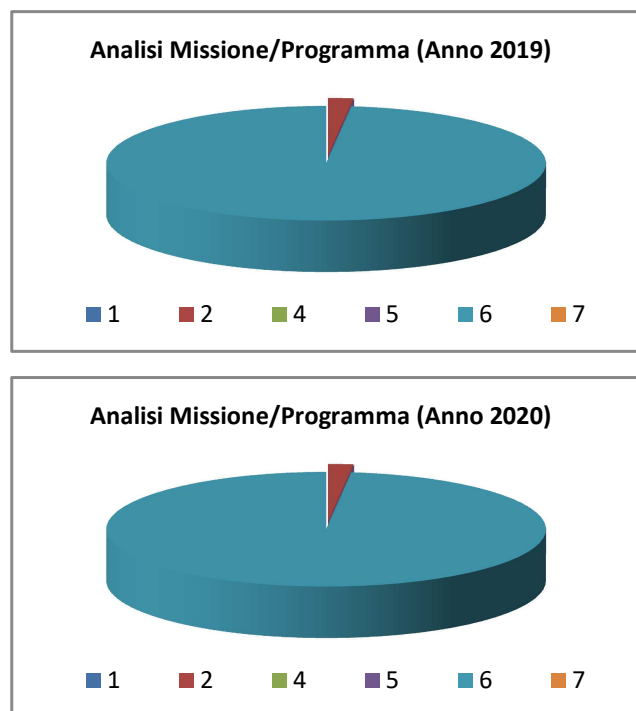 Analisi Missione/Programma (Anno 2019)
1 2 4 5 6 7
Analisi Missione/Programma (Anno 2020)
1 2 4 5 6 7